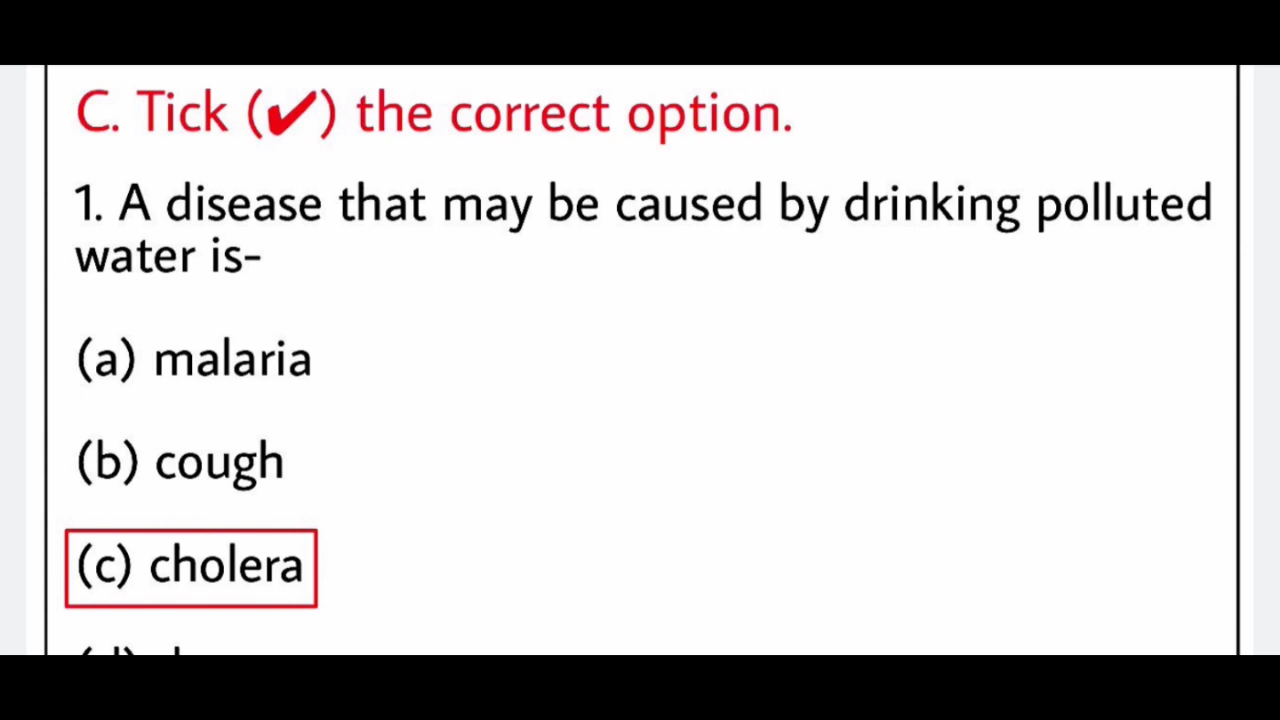 C. Tick (✔) the correct option.
1. A disease that may be caused by drinking polluted
water is-
(a) malaria
(b) cough
(c) cholera